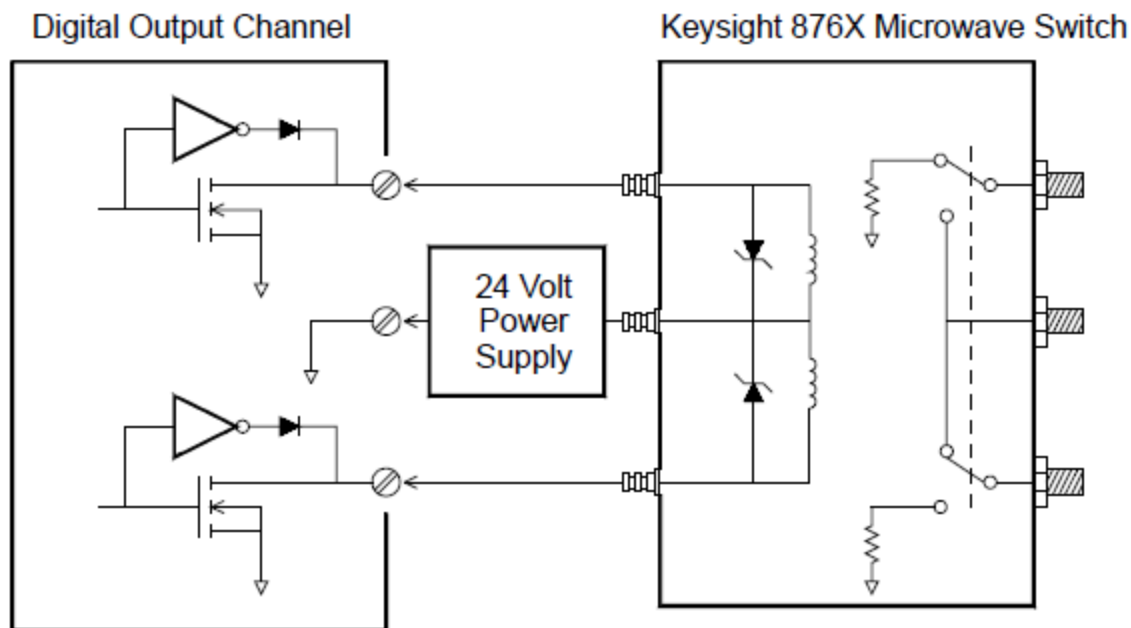 Digital Output Channel
Keysight 876X Microwave Switch
24 Volt
Power
Supply